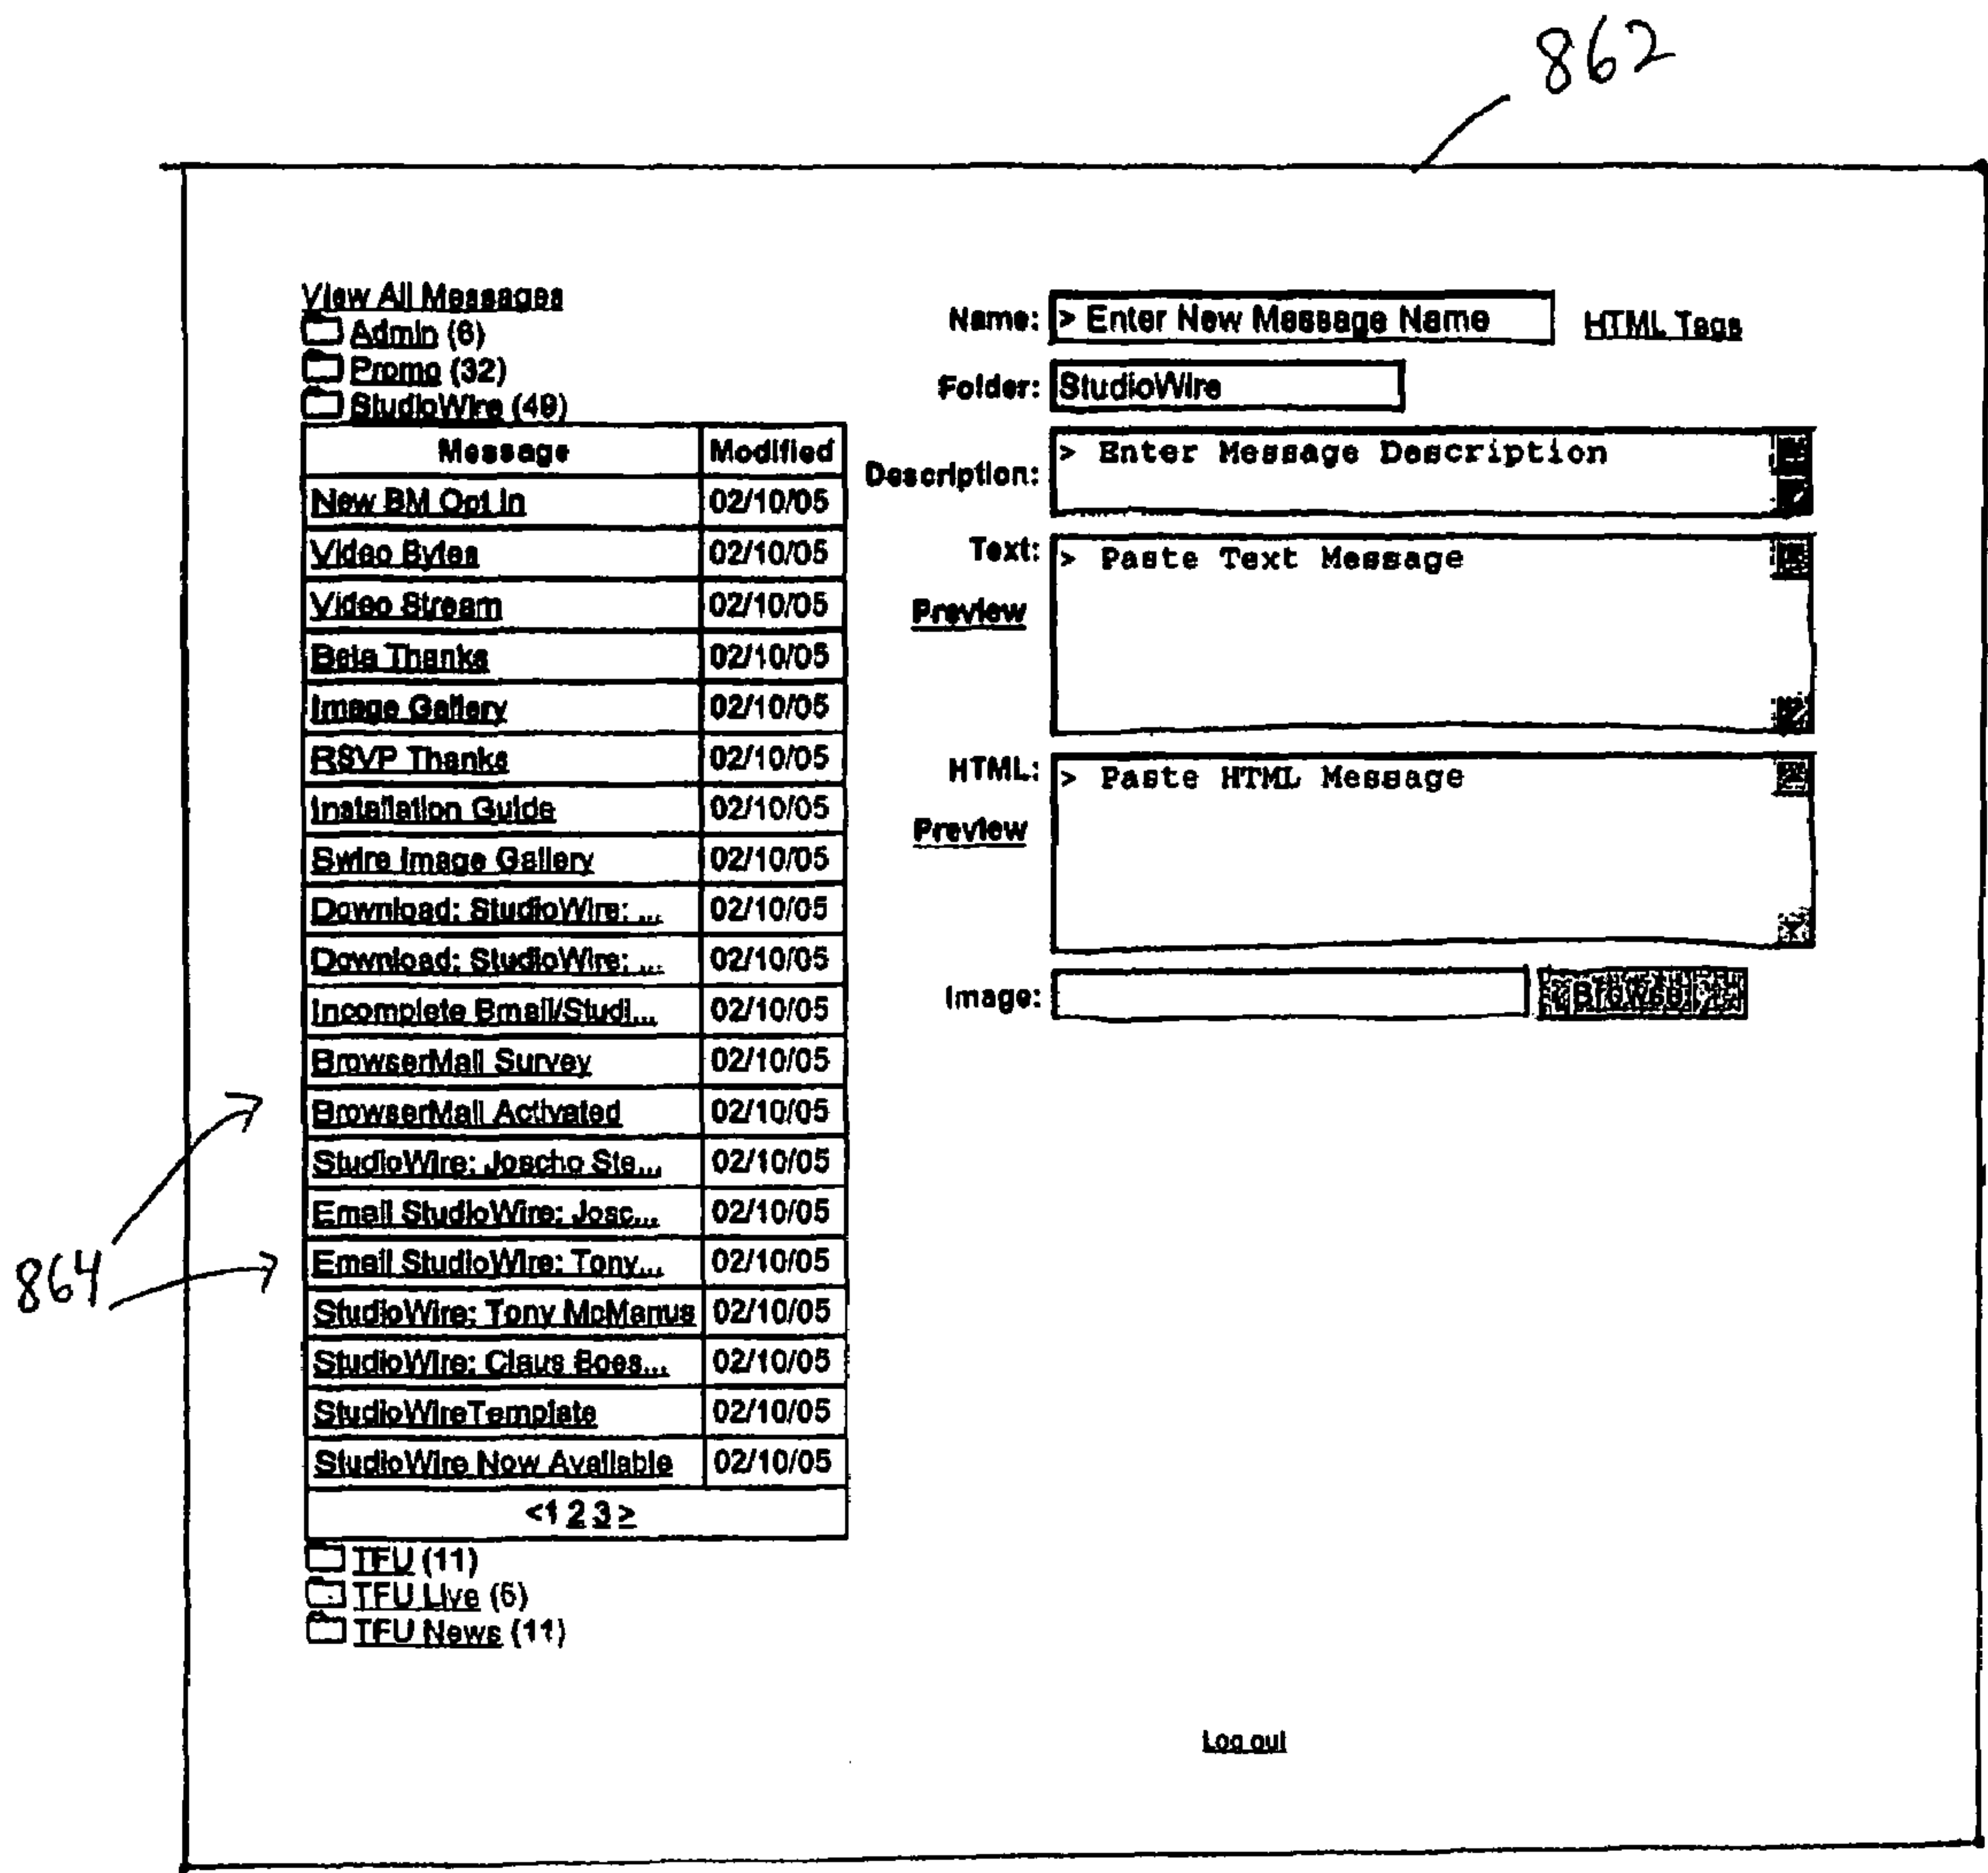 862
View All Messages
Admin (6)
Promo (32)
StudioWire (49)
Message Modified
New BM Opt In 02/10/05
Video Bytes 02/10/05
Video Stream 02/10/05
Beta Thanks 02/10/05
Image Gallery 02/10/05
RSVP Thanks 02/10/05
Installation Guide 02/10/05
Swire Image Gallery 02/10/05
Download: StudioWire: ... 02/10/05
Download: StudioWire: ... 02/10/05
Incomplete Bmail/Studi... 02/10/05
BrowserMail Survey 02/10/05
BrowserMail Activated 02/10/05
StudioWire: Joscho Ste... 02/10/05
Email StudioWire: Josc... 02/10/05
Email StudioWire: Tony... 02/10/05
StudioWire: Tony McManus 02/10/05
StudioWire: Claus Boes... 02/10/05
StudioWireTemplate 02/10/05
StudioWire Now Available 02/10/05
<1 2 3 >
TFU (11)
TFU Live (5)
TFU News (11)
864
Name: > Enter New Message Name HTML Tags
Folder: StudioWire
Description: > Enter Message Description
Text: > Paste Text Message
Preview
HTML: > Paste HTML Message
Preview
Image: Browse
Log out